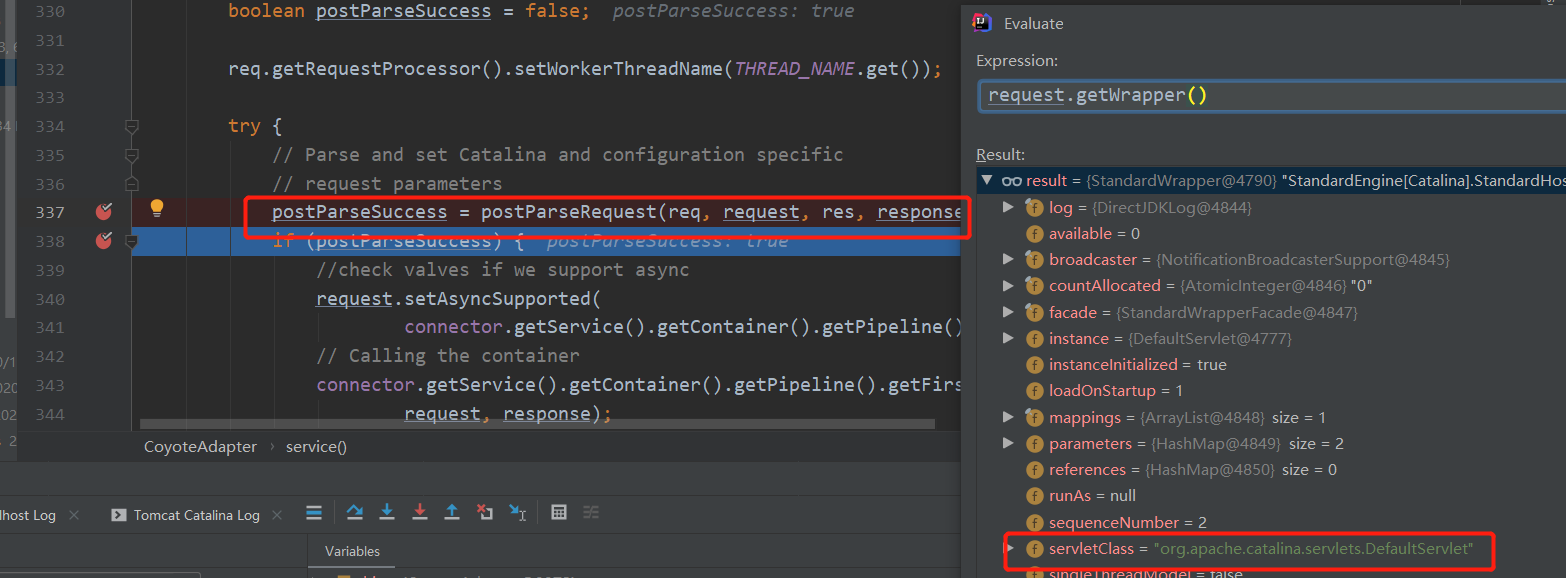 330 boolean postParseSuccess = false; postParseSuccess: true
331
332 req.getRequestProcessor().setWorkerThreadName(THREAD_NAME.get());
333
334 try {
335 // Parse and set Catalina and configuration specific
336 // request parameters
337 postParseSuccess = postParseRequest(req, request, res, response
338 if (postParseSuccess) { postParseSuccess: true
339 //check valves if we support async
340 request.setAsyncSupported(
341 connector.getService().getContainer().getPipeline()
342 // Calling the container
343 connector.getService().getContainer().getPipeline().getFirs
344 request, response);
CoyoteAdapter › service()
lhost Log × Tomcat Catalina Log ×
Variables
Evaluate
Expression:
request.getWrapper()
Result:
result = {StandardWrapper@4790} "StandardEngine[Catalina].StandardHos
log = {DirectJDKLog@4844}
available = 0
broadcaster = {NotificationBroadcasterSupport@4845}
countAllocated = {AtomicInteger@4846} "0"
facade = {StandardWrapperFacade@4847}
instance = {DefaultServlet@4777}
instanceInitialized = true
loadOnStartup = 1
mappings = {ArrayList@4848} size = 1
parameters = {HashMap@4849} size = 2
references = {HashMap@4850} size = 0
runAs = null
sequenceNumber = 2
servletClass = "org.apache.catalina.servlets.DefaultServlet"
singleThreadModel = false